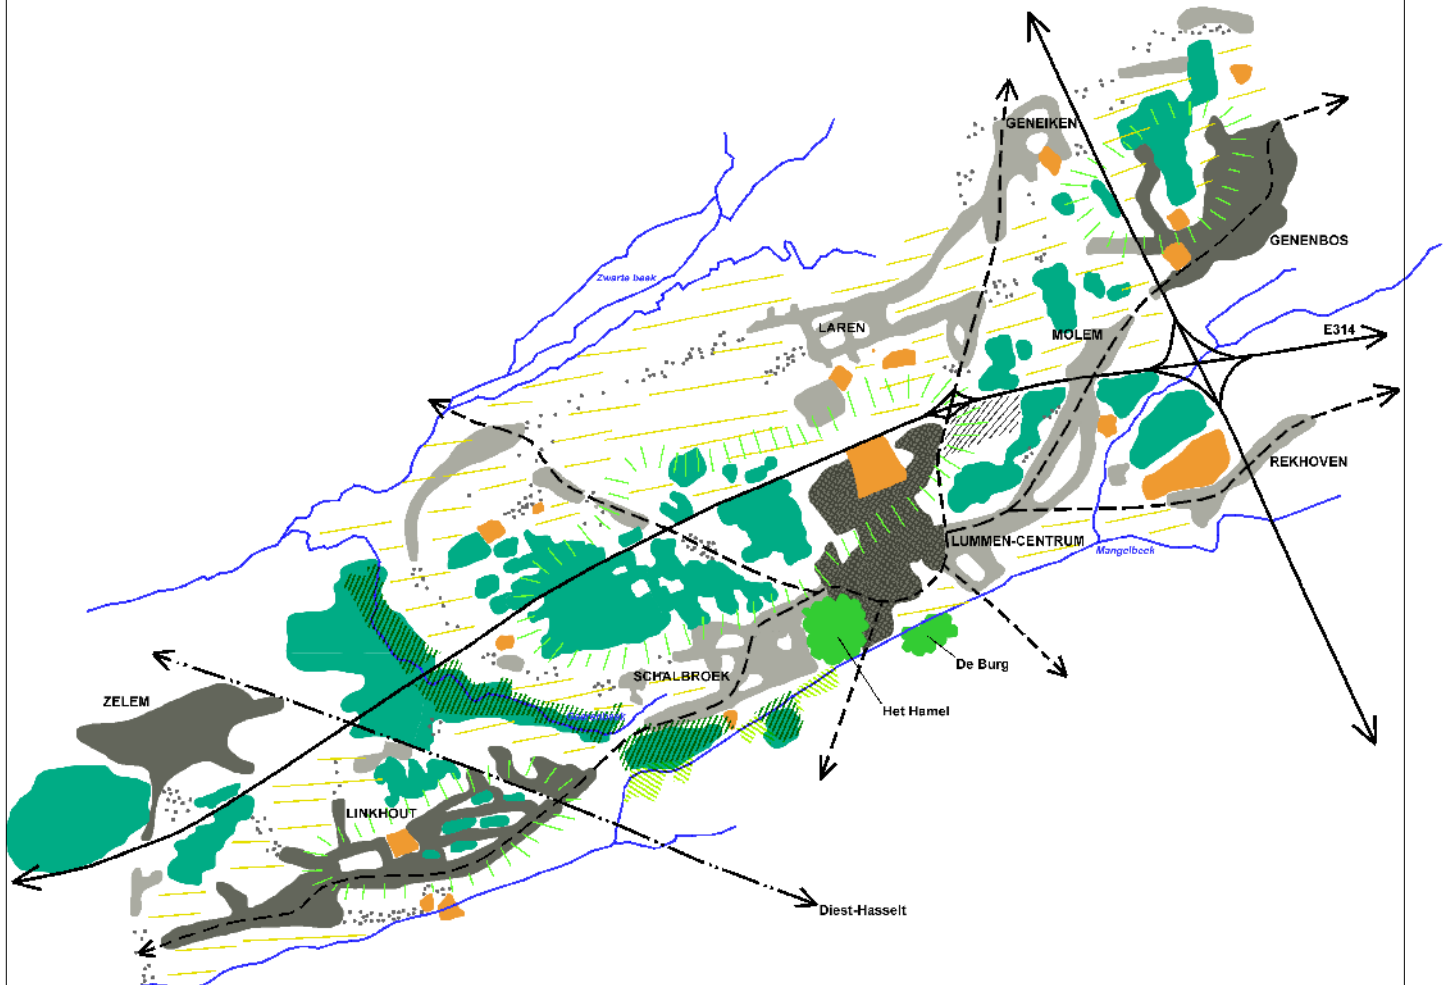 GENEIKEN
GENENBOS
Zwarte beek
LAREN
MOLEM
E314
REKHOVEN
LUMMEN-CENTRUM
Mangelbeek
De Burg
SCHALBROEK
ZELEM
Het Hamel
LINKHOUT
Diest-Hasselt